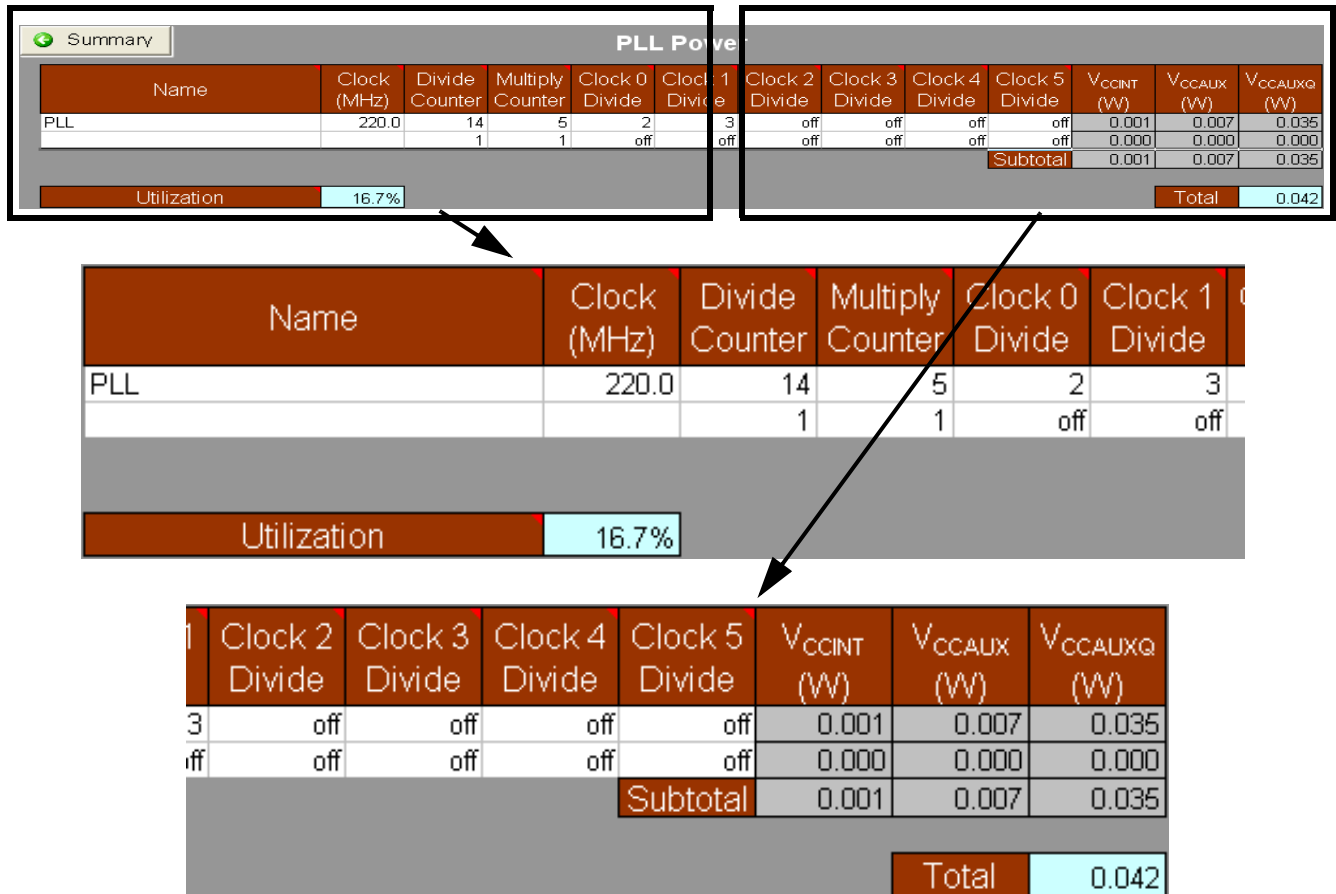 Summary
PLL Power
Name Clock (MHz) Divide Counter Multiply Counter Clock 0 Divide Clock 1 Divide Clock 2 Divide Clock 3 Divide Clock 4 Divide Clock 5 Divide VCCINT (W) VCCAUX (W) VCCAUXQ (W)
PLL 220.0 14 5 2 3 off off off off 0.001 0.007 0.035
1 1 off off off off off off 0.000 0.000 0.000
Subtotal 0.001 0.007 0.035
Utilization 16.7% Total 0.042
Name Clock (MHz) Divide Counter Multiply Counter Clock 0 Divide Clock 1 Divide
PLL 220.0 14 5 2 3
1 1 off off
Utilization 16.7%
1 Clock 2 Divide Clock 3 Divide Clock 4 Divide Clock 5 Divide VCCINT (W) VCCAUX (W) VCCAUXQ (W)
3 off off off off 0.001 0.007 0.035
off off off off off 0.000 0.000 0.000
Subtotal 0.001 0.007 0.035
Total 0.042